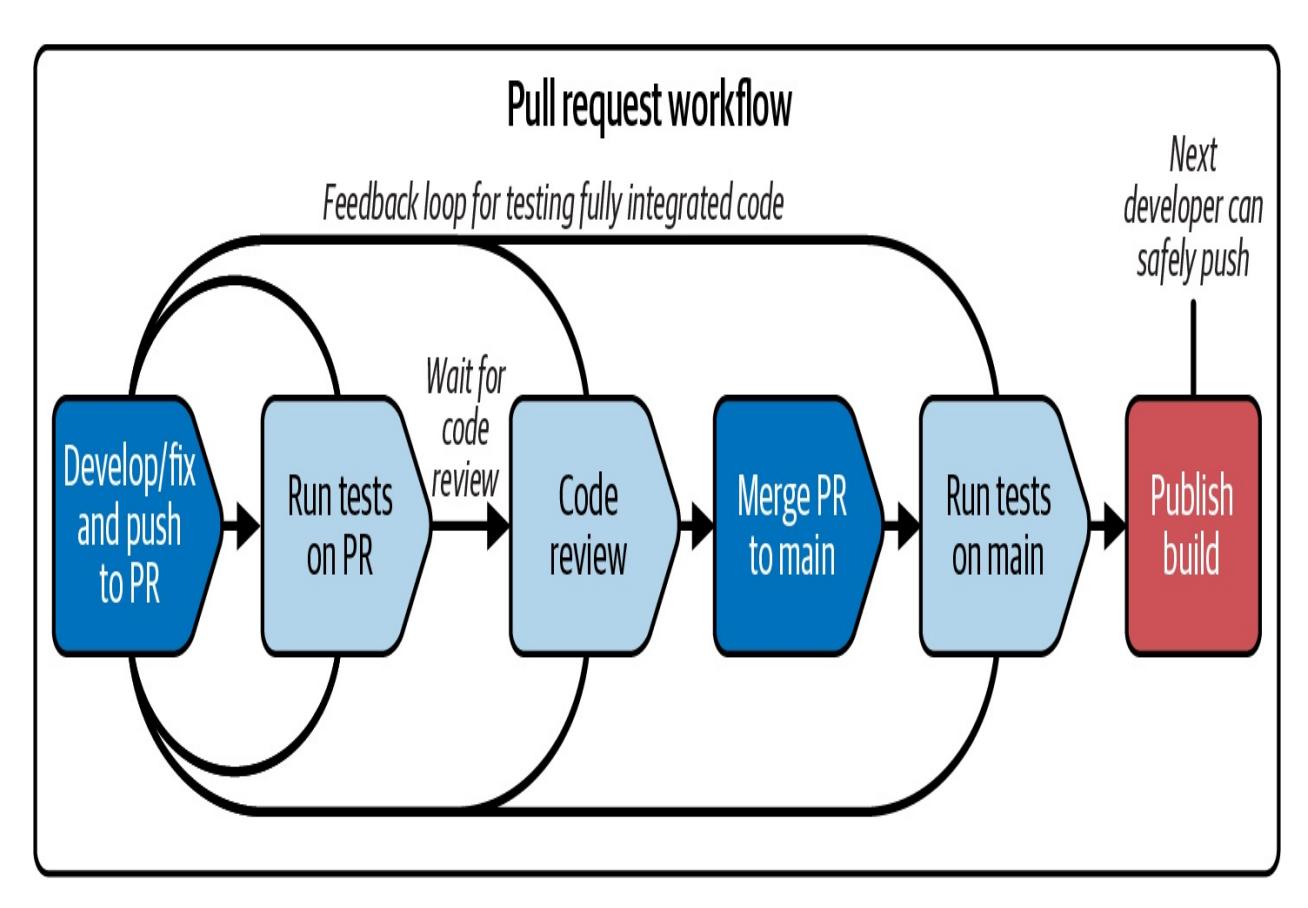 Pull request workflow
Next
developer can
safely push
Feedback loop for testing fully integrated code
Wait for
code
review
Develop/fix
and push
to PR
Run tests
on PR
Code
review
Merge PR
to main
Run tests
on main
Publish
build